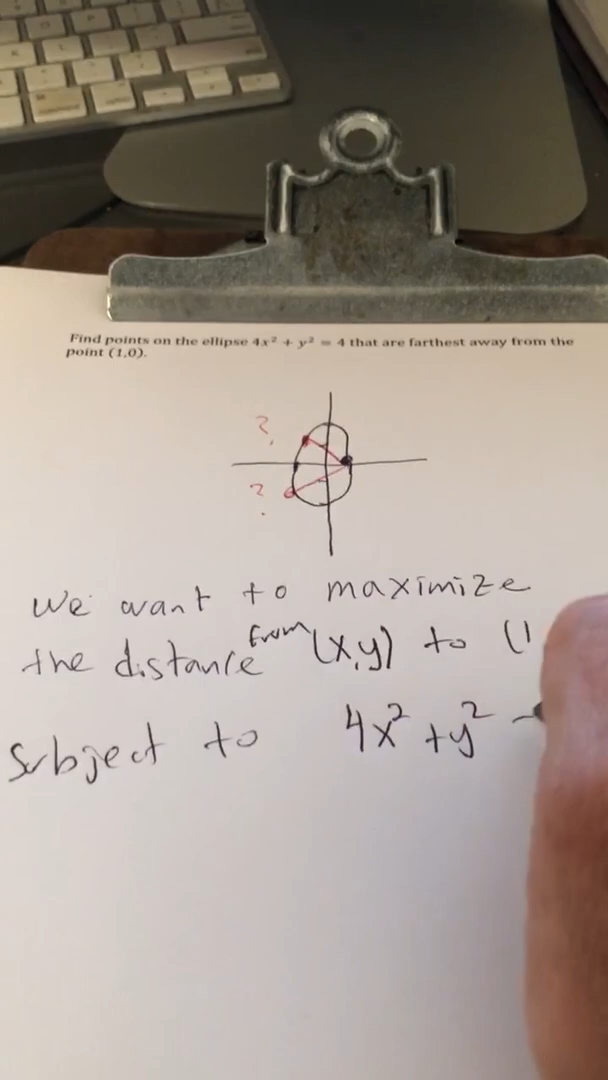 Find points on the ellipse 4x² + y² = 4 that are farthest away from the
point (1,0).
?
?
We want to maximize
the distance from (x,y) to (1
Subject to 4x² + y²